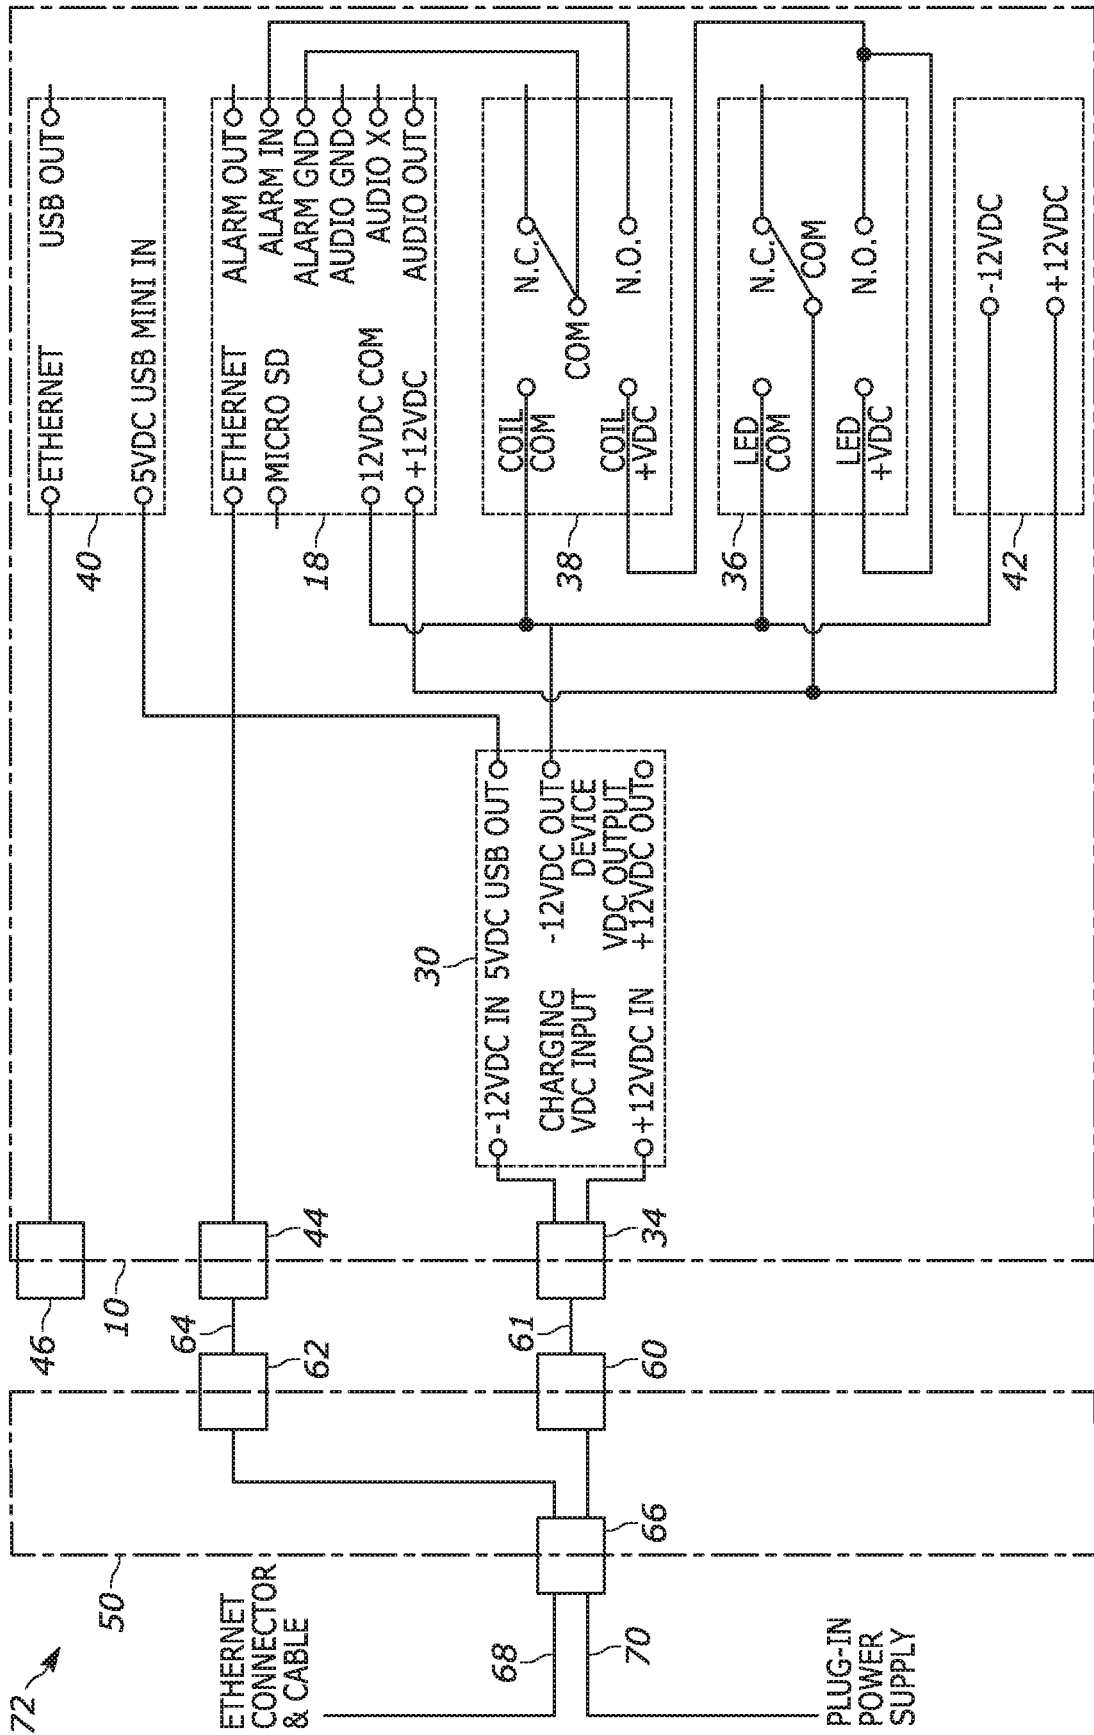 72
50
ETHERNET
CONNECTOR
& CABLE
68
70
PLUG-IN
POWER
SUPPLY
66
62
60
64
61
46
10
44
34
30
-12VDC IN
5VDC USB OUT
CHARGING
VDC INPUT
-12VDC OUT
DEVICE
VDC OUTPUT
+12VDC IN
+12VDC OUT
40
ETHERNET
USB OUT
5VDC USB MINI IN
18
ETHERNET
MICRO SD
12VDC COM
+12VDC
ALARM OUT
ALARM IN
ALARM GND
AUDIO GND
AUDIO X
AUDIO OUT
38
COIL
COM
COIL
+VDC
N.C.
COM
N.O.
36
LED
COM
LED
+VDC
N.C.
COM
N.O.
42
-12VDC
+12VDC